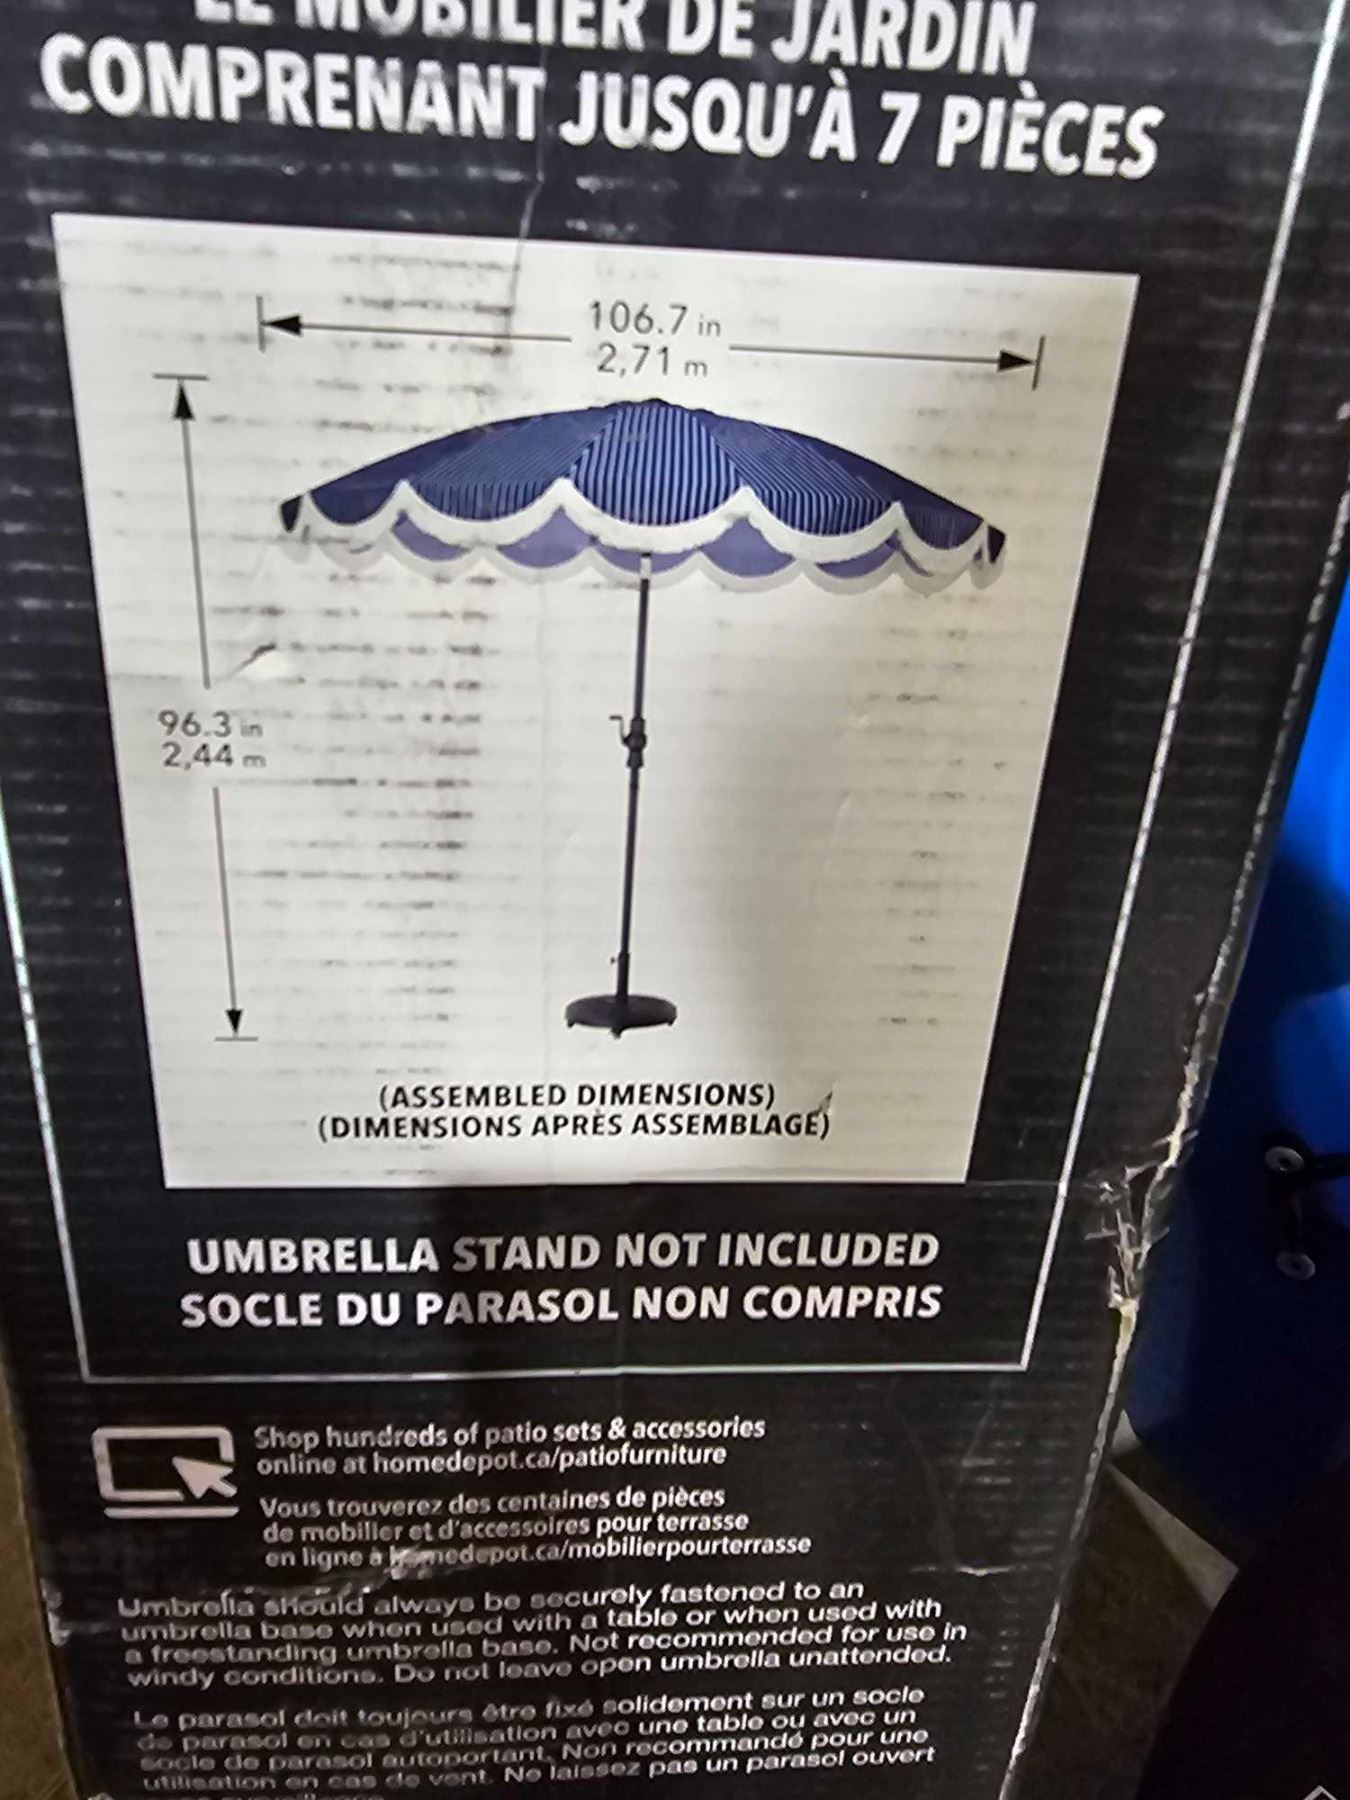 LE MOBILIER DE JARDIN
COMPRENANT JUSQU'À 7 PIÈCES
106.7 in
2,71 m
96.3 in
2,44 m
(ASSEMBLED DIMENSIONS)
(DIMENSIONS APRÈS ASSEMBLAGE)
UMBRELLA STAND NOT INCLUDED
SOCLE DU PARASOL NON COMPRIS
Shop hundreds of patio sets & accessories
online at homedepot.ca/patiofurniture
Vous trouverez des centaines de pièces
de mobilier et d'accessoires pour terrasse
en ligne à homedepot.ca/mobilierpourterrasse
Umbrella should always be securely fastened to an
umbrella base when used with a table or when used with
a freestanding umbrella base. Not recommended for use in
windy conditions. Do not leave open umbrella unattended.
Le parasol doit toujours être fixé solidement sur un socle
de parasol en cas d'utilisation avec une table ou avec un
socle de parasol autoportant. Non recommandé pour une
utilisation en cas de vent. Ne laissez pas un parasol ouvert